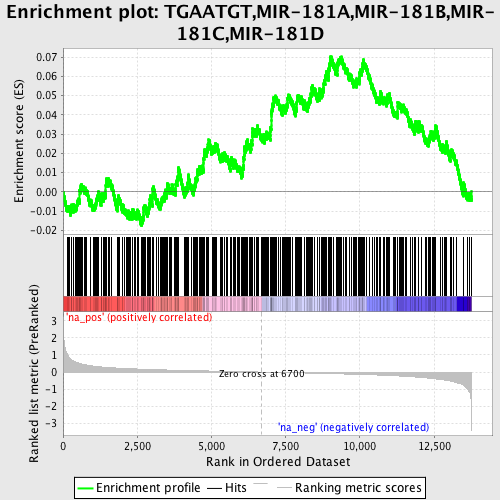 Enrichment plot: TGAATGT,MIR-181A,MIR-181B,MIR-
181C,MIR-181D
Enrichment score (ES)
0.07
0.06
0.05
0.04
0.03
0.02
0.01
0.00
-0.01
-0.02
Ranked list metric (PreRanked)
3
2
1
0
-1
-2
-3
'na_pos' (positively correlated)
Zero cross at 6700
'na_neg' (negatively correlated)
0
2,500
5,000
7,500
10,000
12,500
Rank in Ordered Dataset
Enrichment profile
Hits
Ranking metric scores